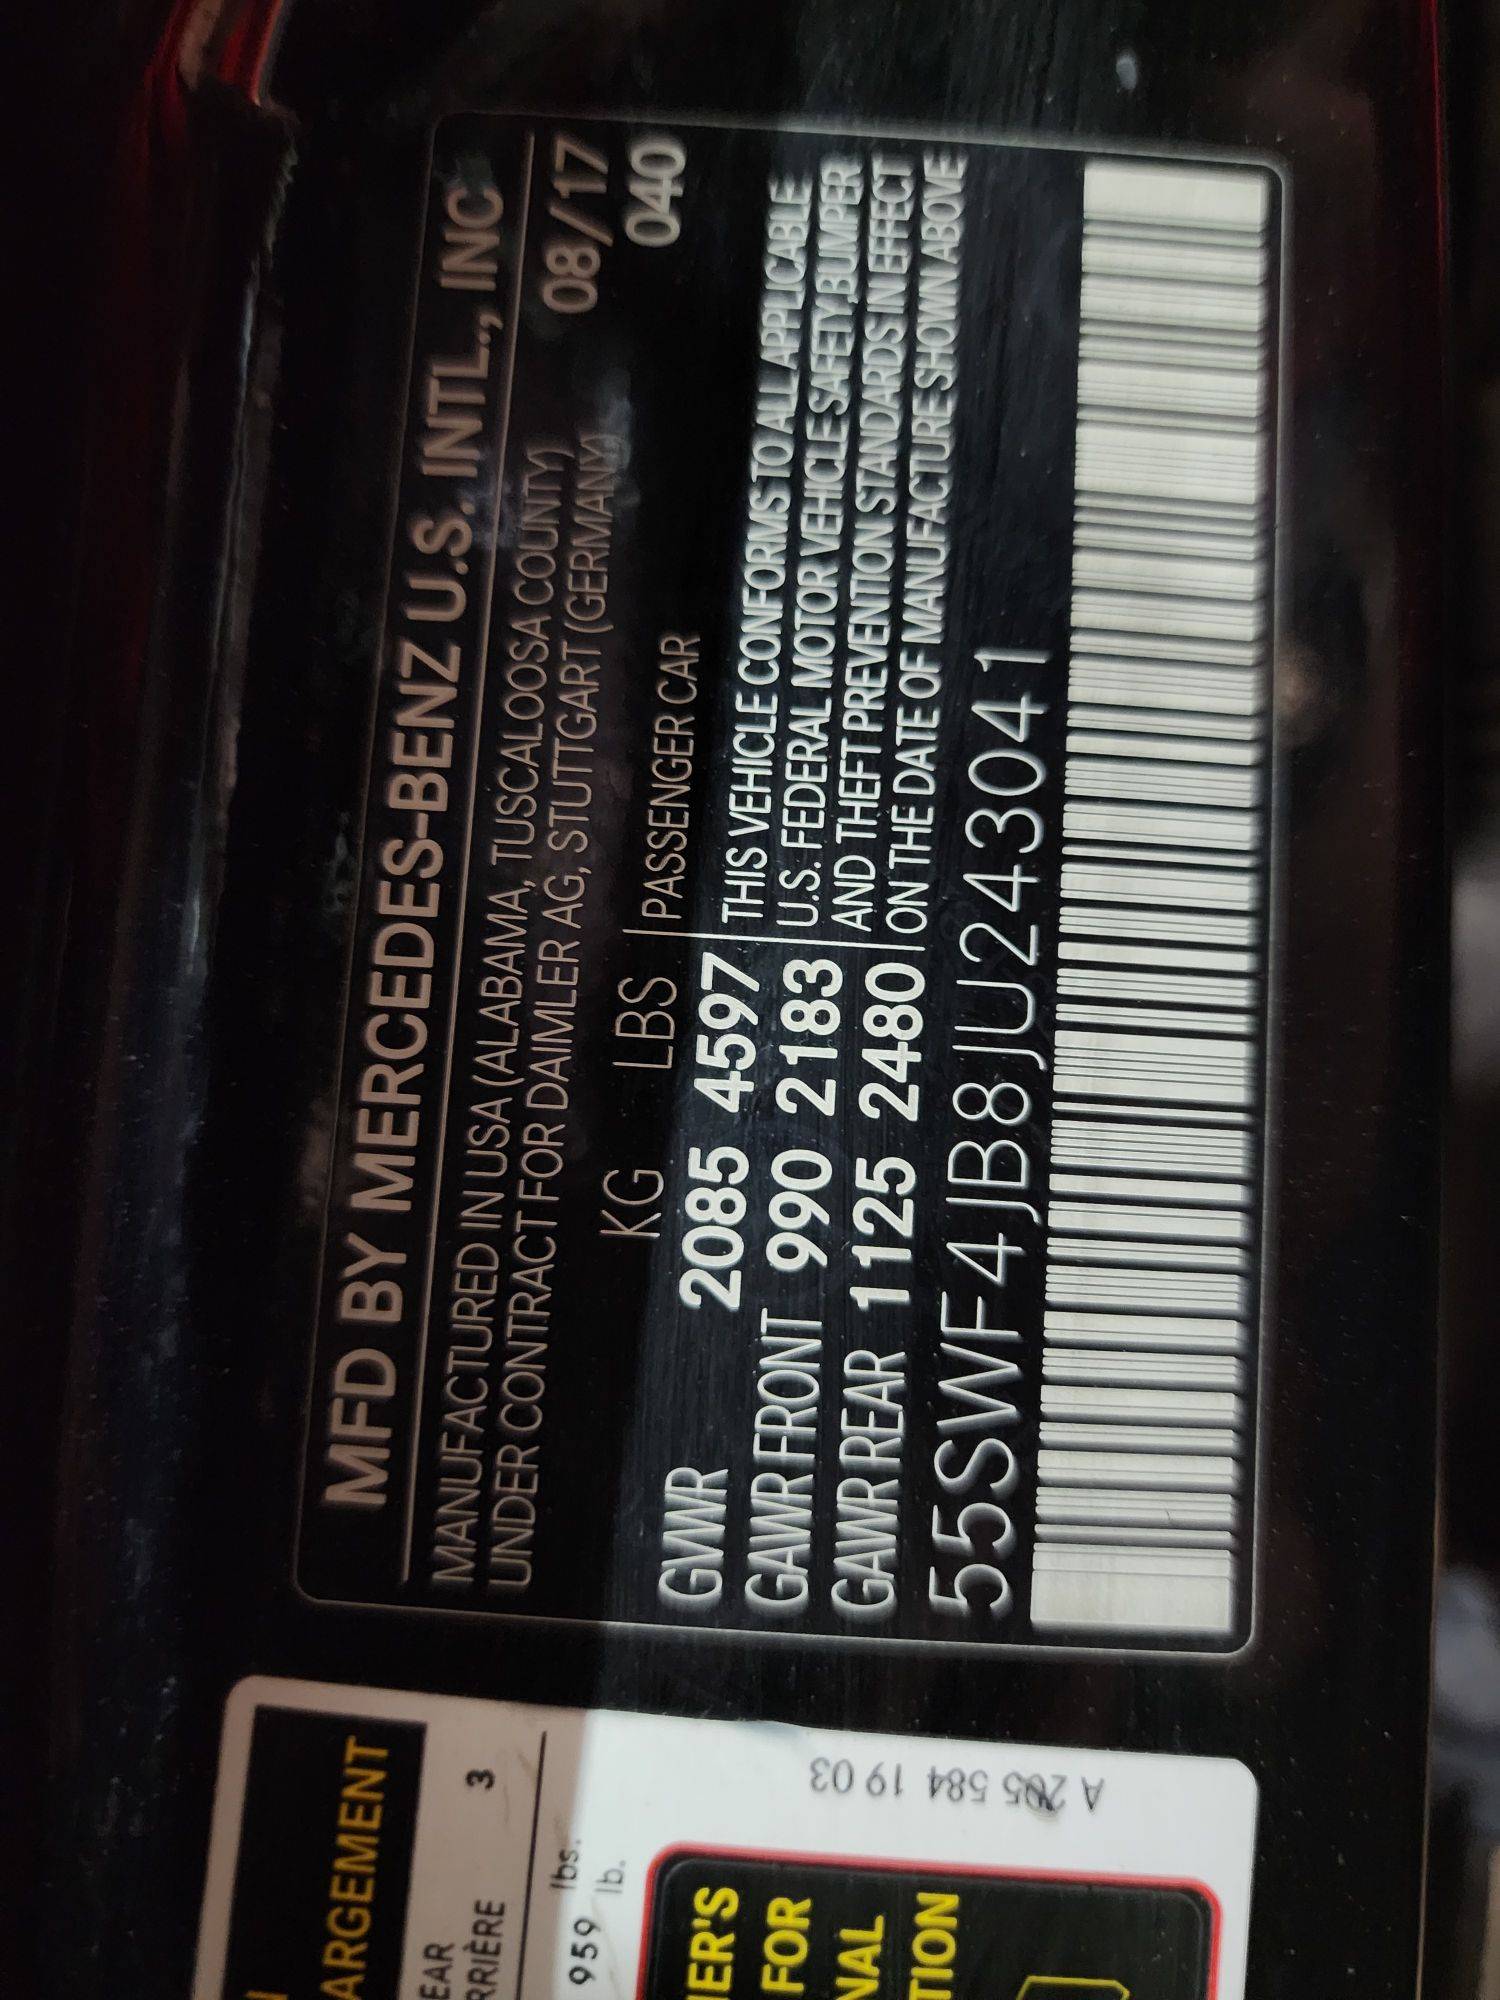 MFD BY MERCEDES-BENZ U.S. INTL., INC
MANUFACTURED IN USA (ALABAMA, TUSCALOOSA COUNTY) 08/17
UNDER CONTRACT FOR DAIMLER AG, STUTTGART (GERMANY) 040
KG LBS PASSENGER CAR
GVWR 2085 4597 THIS VEHICLE CONFORMS TO ALL APPLICABLE
GAWR FRONT 990 2183 U.S. FEDERAL MOTOR VEHICLE SAFETY, BUMPER
GAWR REAR 1125 2480 AND THEFT PREVENTION STANDARDS IN EFFECT
ON THE DATE OF MANUFACTURE SHOWN ABOVE
55SWF4JB8JU243041
ARGEMENT
EAR 3
RRIÈRE
959 lbs.
lb.
A 205 584 19 03
IER'S
FOR
NAL
TION